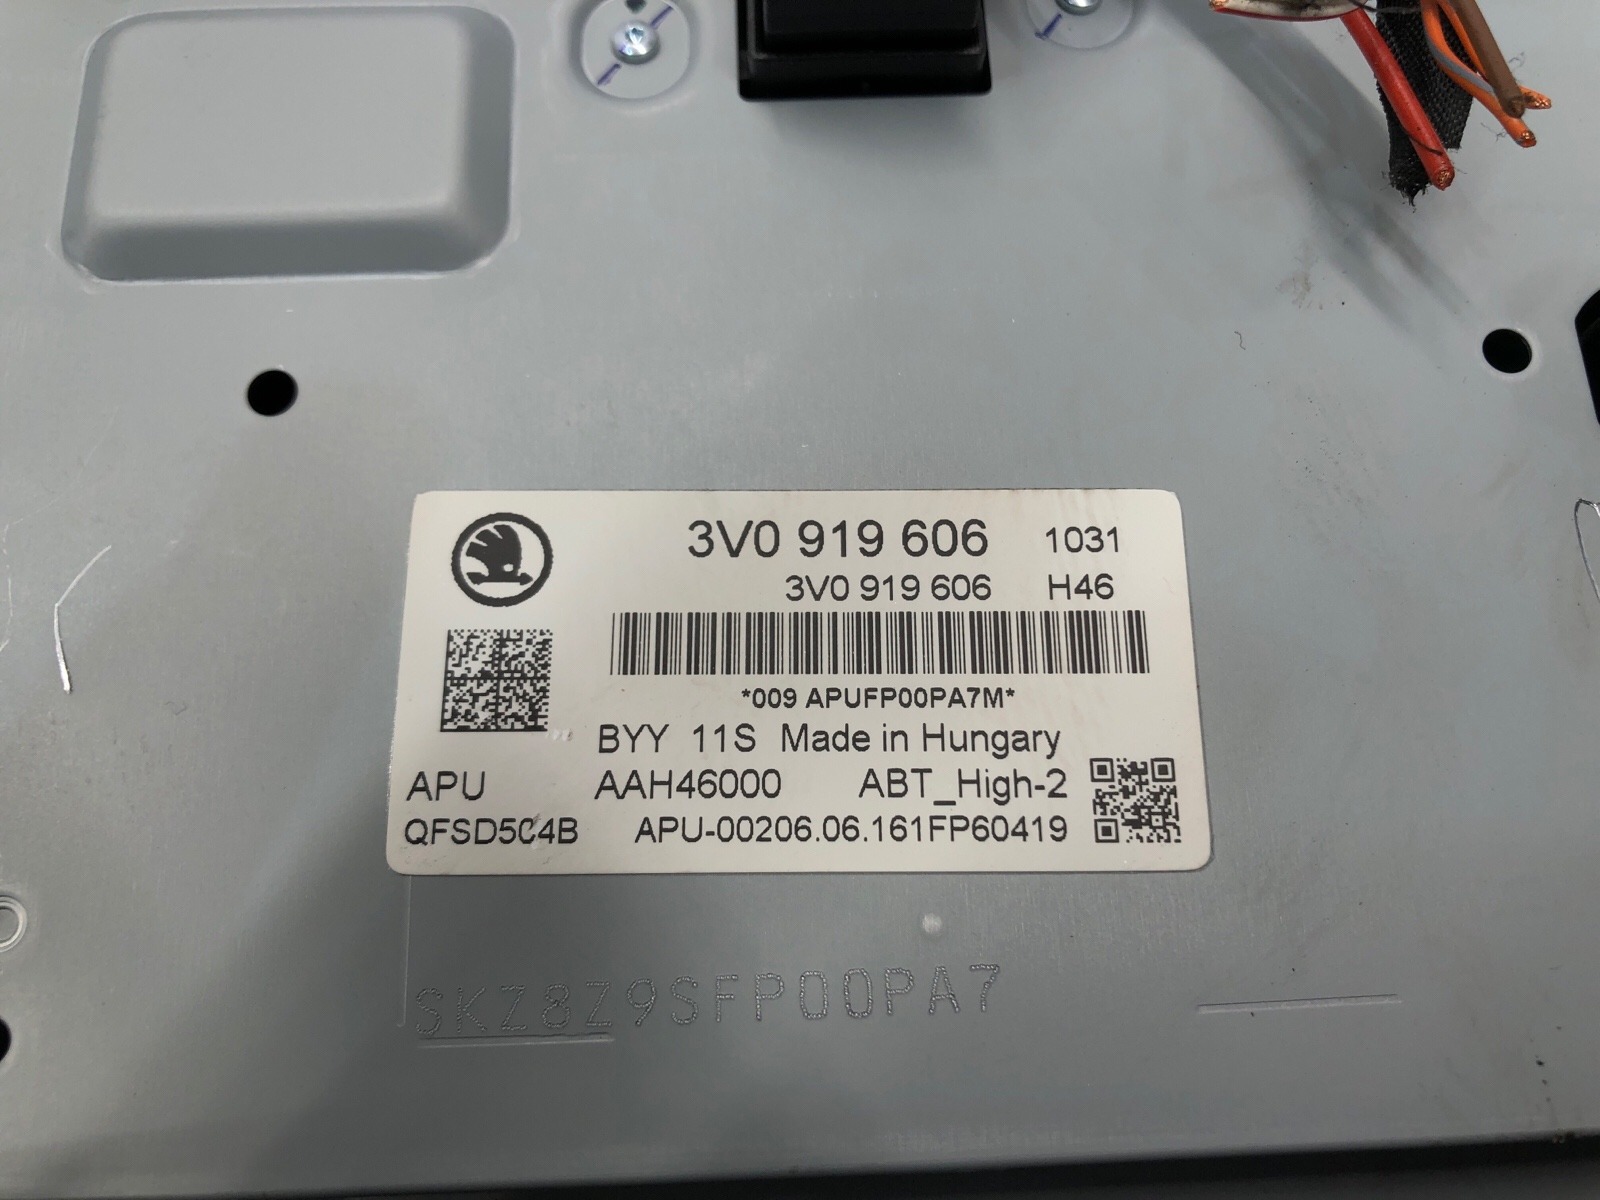 3V0 919 606 1031
3V0 919 606 H46
*009 APUFP00PA7M*
BYY 11S Made in Hungary
APU AAH46000 ABT_High-2
QFSD504B APU-00206.06.161FP60419
SKZ8Z9SFP00PA7